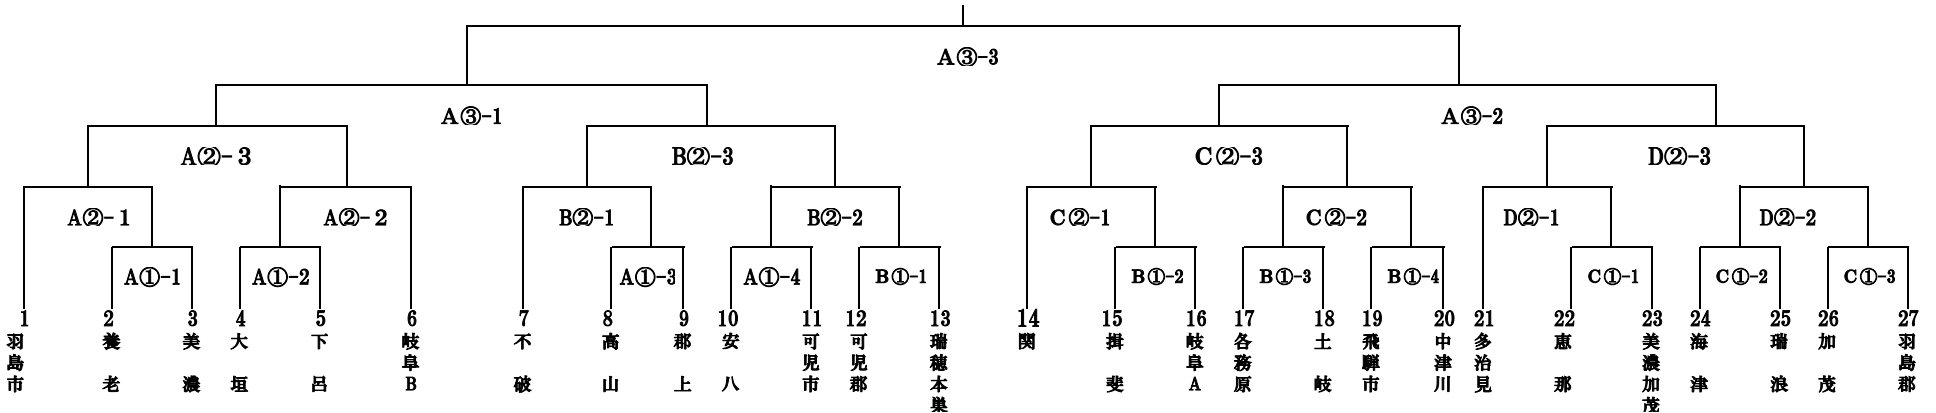 A③-3
A③-1 A③-2
A②-3 B②-3 C②-3 D②-3
A②-1 A②-2 B②-1 B②-2 C②-1 C②-2 D②-1 D②-2
A①-1 A①-2 A①-3 A①-4 B①-1 B①-2 B①-3 B①-4 C①-1 C①-2 C①-3
1 2 3 4 5 6 7 8 9 10 11 12 13 14 15 16 17 18 19 20 21 22 23 24 25 26 27
羽島市
養老
美濃
大垣
下呂
岐阜B
不破
高山
郡上
安八
可児市
可児郡
瑞穂本巣
関
揖斐
岐阜A
各務原
土岐
飛騨市
中津川
多治見
恵那
美濃加茂
海津
瑞浪
加茂
羽島郡